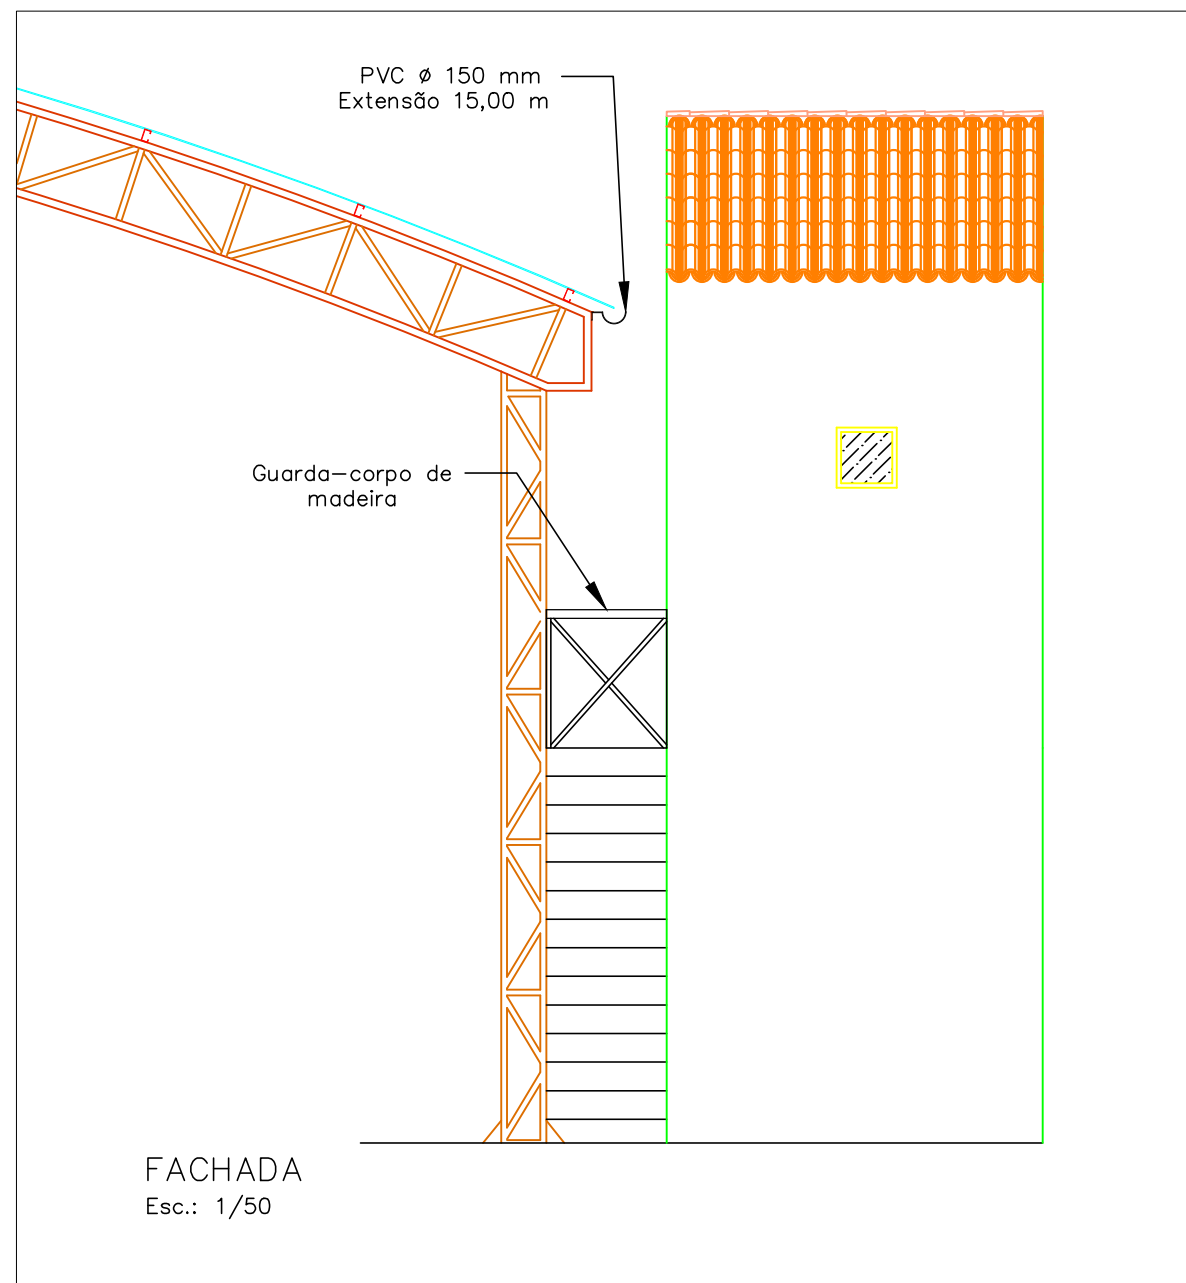 PVC ø 150 mm
Extensão 15,00 m
Guarda-corpo de
madeira
FACHADA
Esc.: 1/50